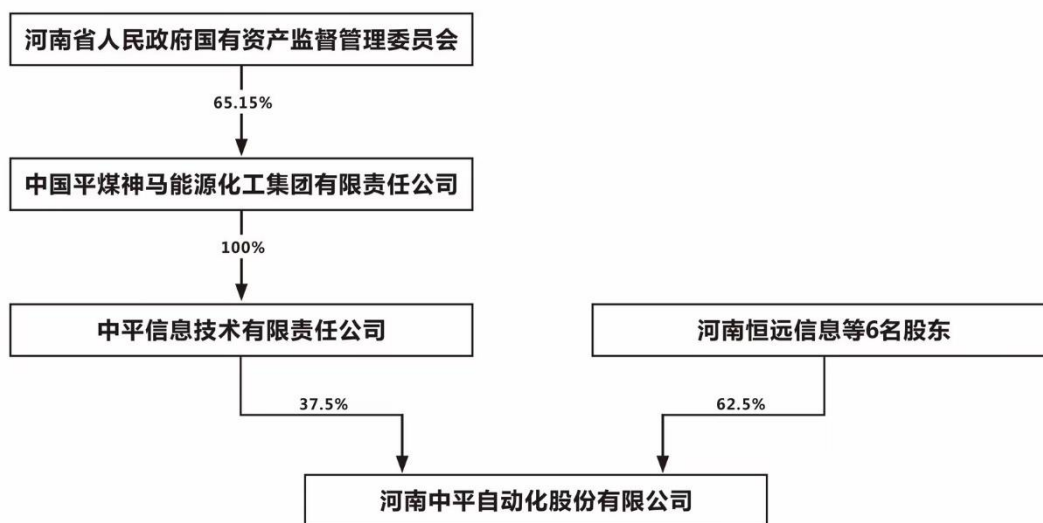 河南省人民政府国有资产监督管理委员会
65.15%
中国平煤神马能源化工集团有限责任公司
100%
中平信息技术有限责任公司
河南恒远信息等6名股东
37.5%
62.5%
河南中平自动化股份有限公司